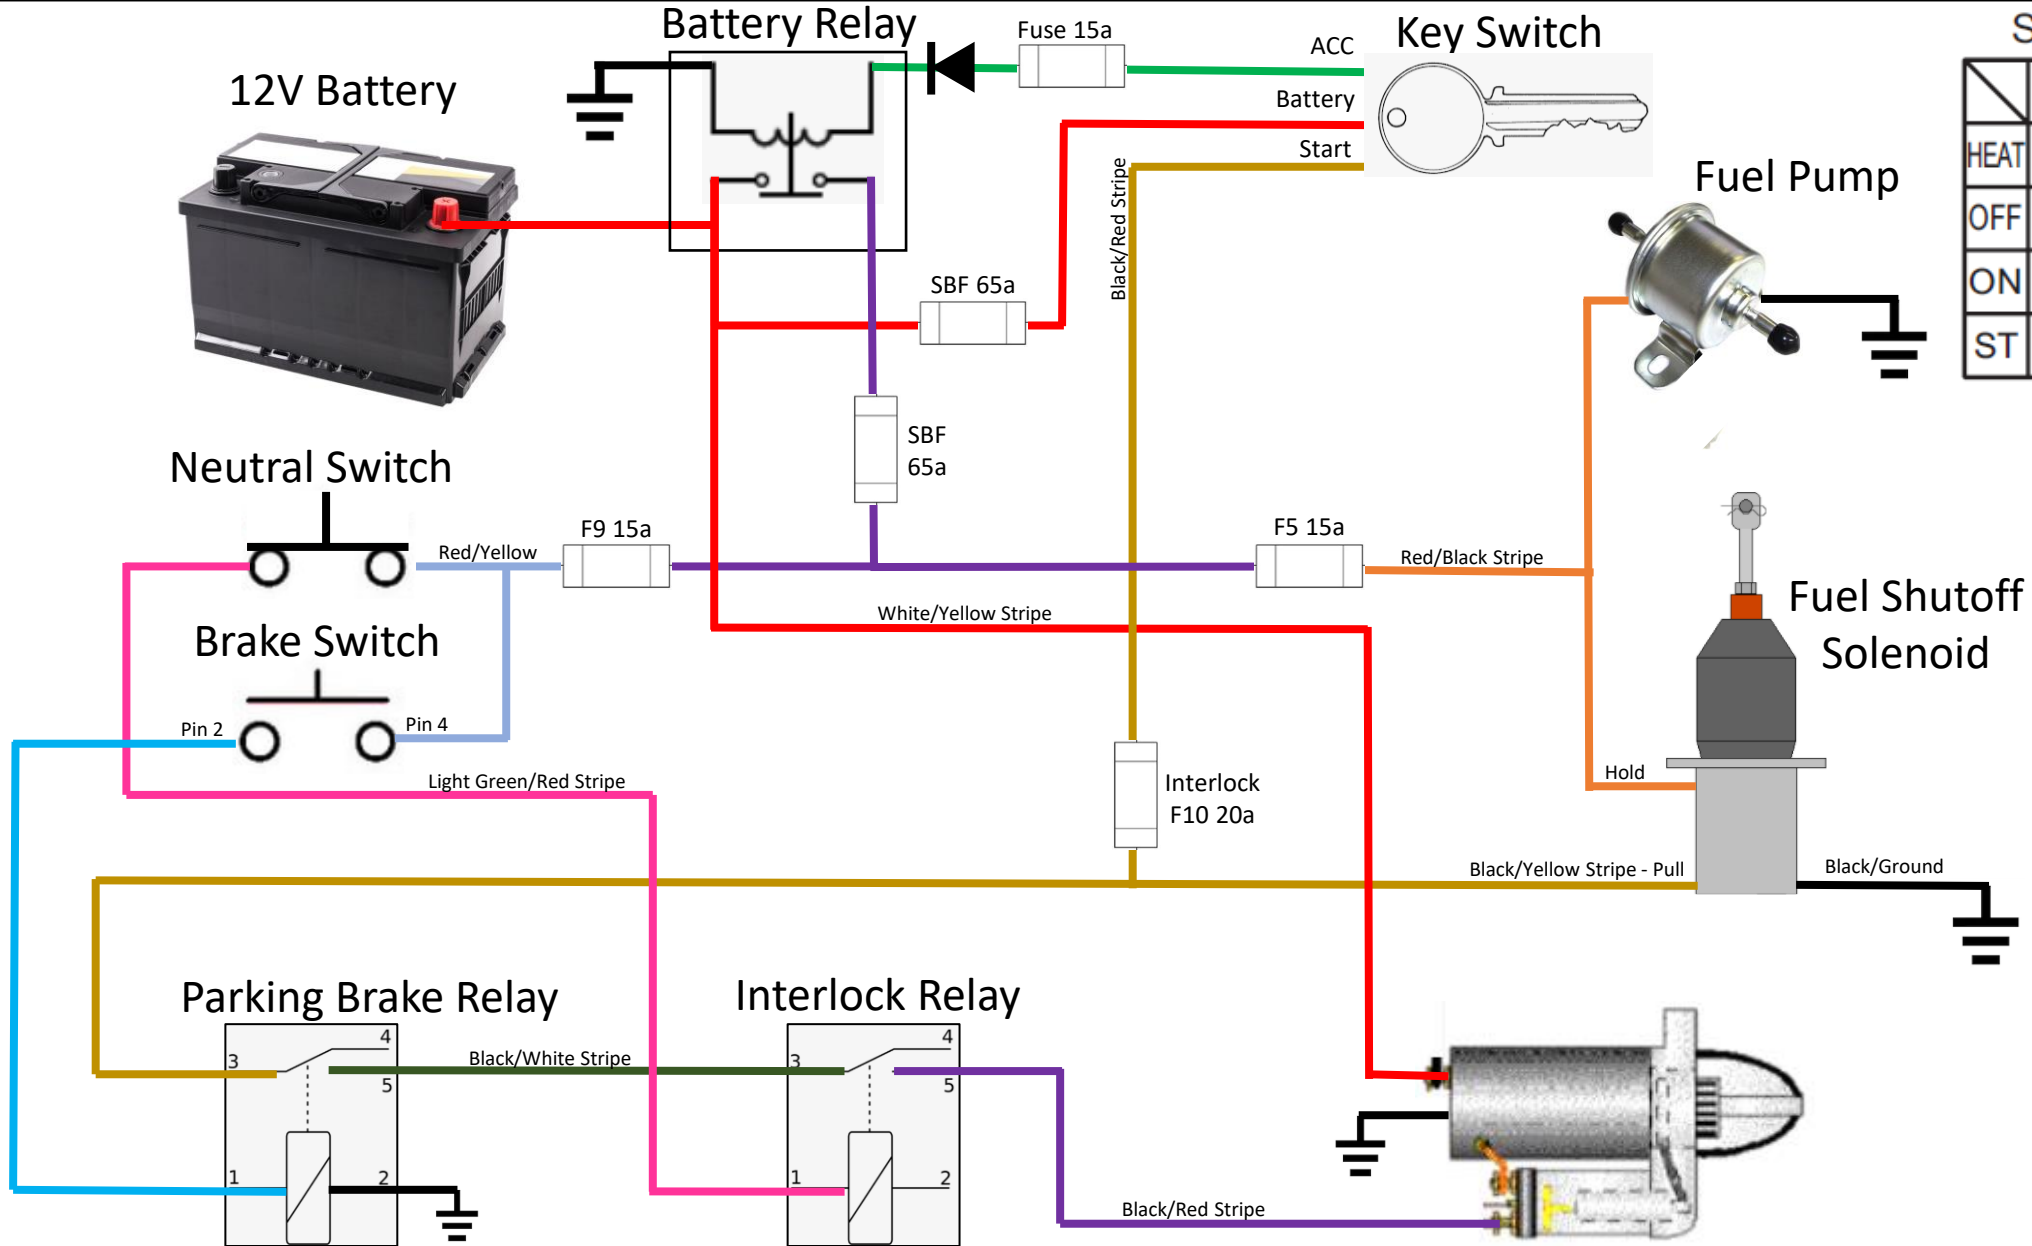 Battery Relay
Fuse 15a
ACC
Key Switch
S
12V Battery
Battery
Start
HEAT
Black/Red Stripe
Fuel Pump
OFF
SBF 65a
ON
ST
SBF
65a
Neutral Switch
Red/Yellow
F9 15a
F5 15a
Red/Black Stripe
White/Yellow Stripe
Fuel Shutoff
Solenoid
Brake Switch
Pin 2
Pin 4
Light Green/Red Stripe
Interlock
F10 20a
Hold
Black/Yellow Stripe - Pull
Black/Ground
Parking Brake Relay
Interlock Relay
3
4
5
1
2
Black/White Stripe
3
4
5
1
2
Black/Red Stripe